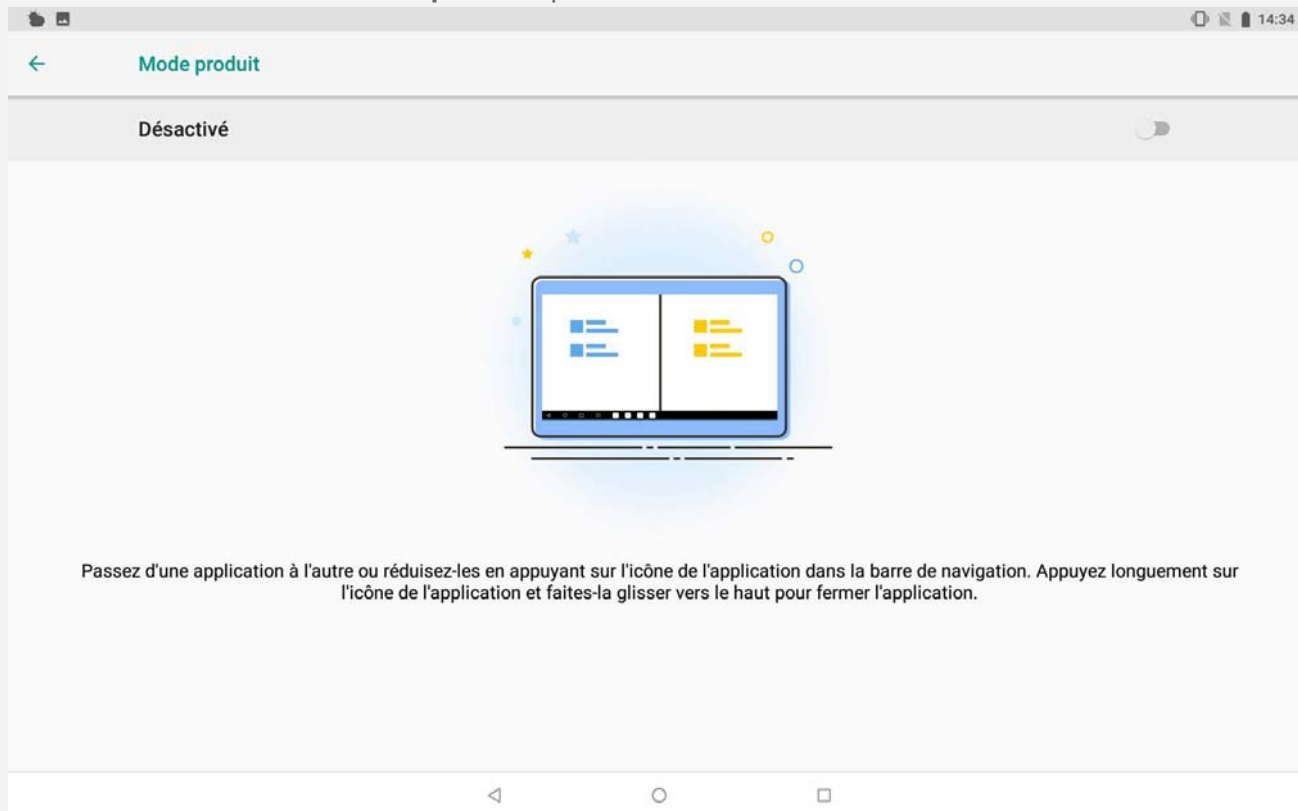 14:34
Mode produit
Désactivé
Passez d'une application à l'autre ou réduisez-les en appuyant sur l'icône de l'application dans la barre de navigation. Appuyez longuement sur
l'icône de l'application et faites-la glisser vers le haut pour fermer l'application.